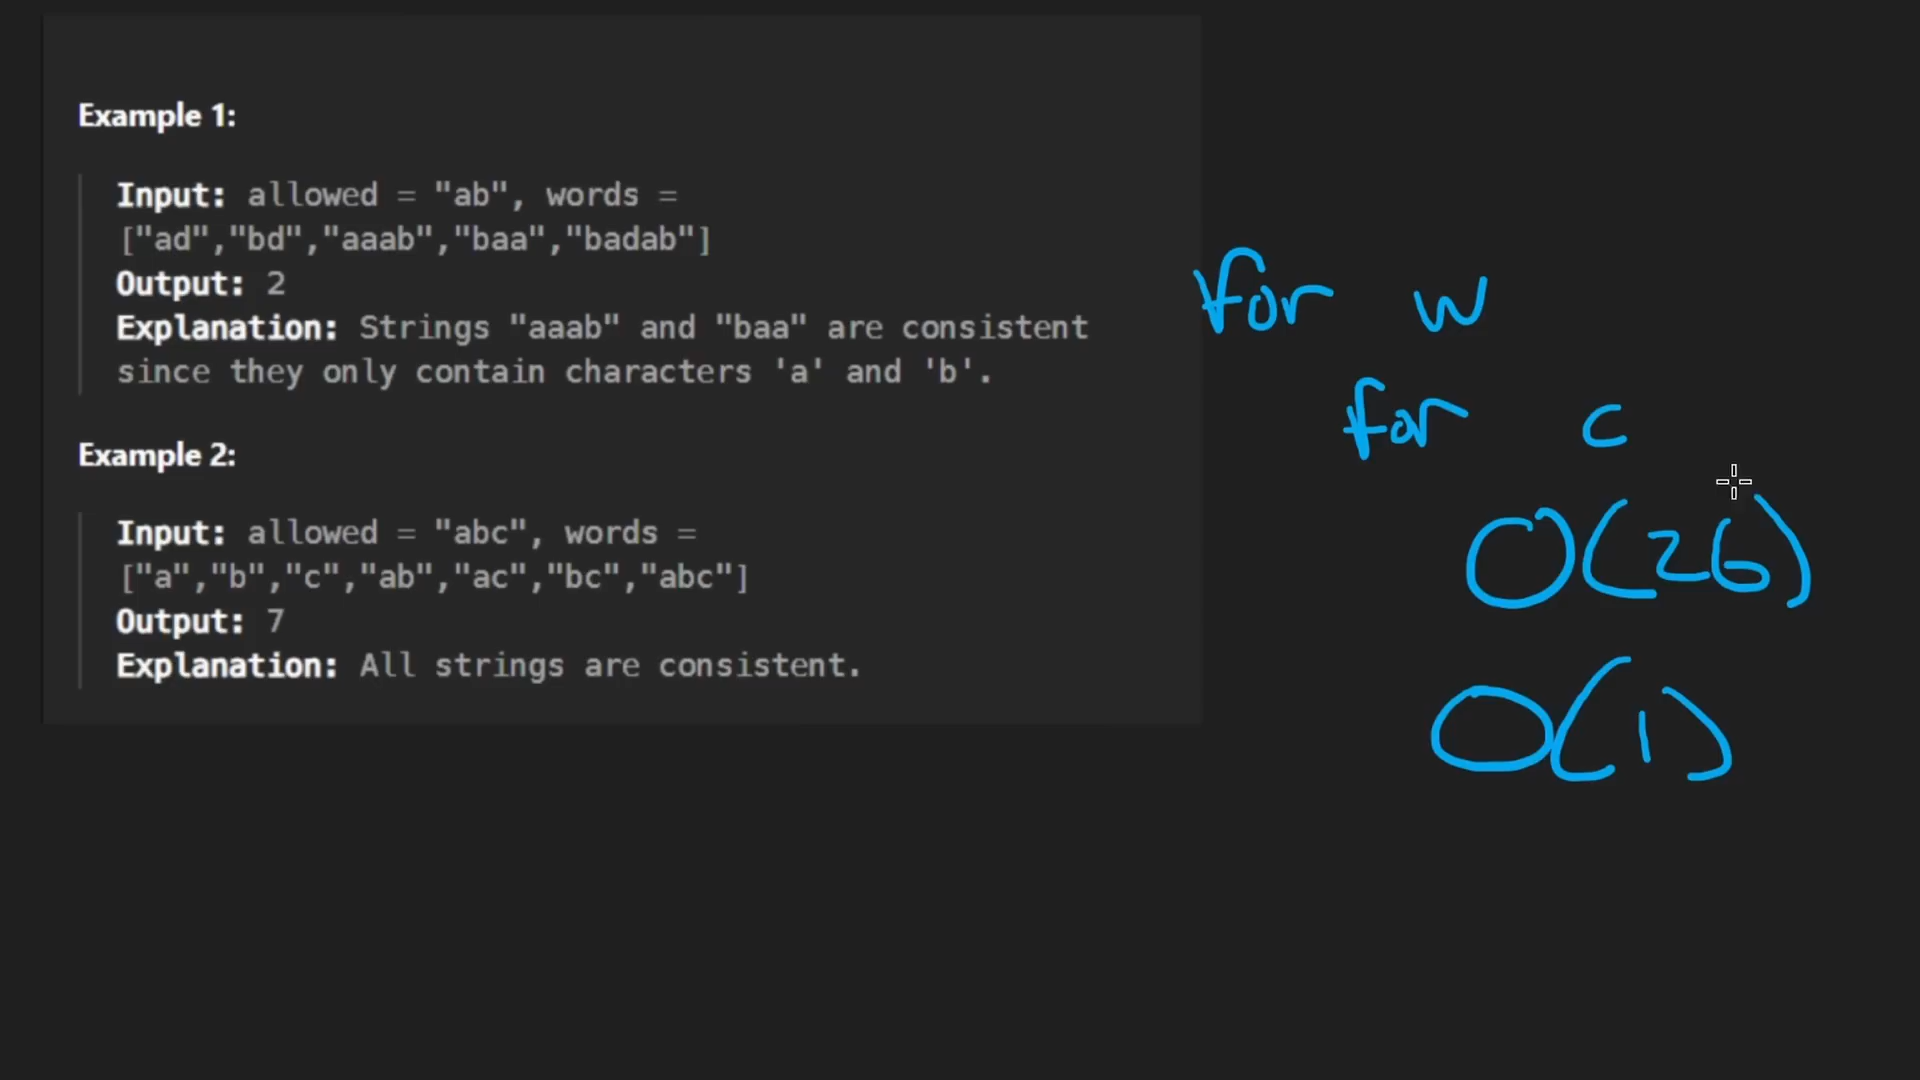 Example 1:
Input: allowed = "ab", words =
["ad","bd","aaab","baa","badab"]
Output: 2
Explanation: Strings "aaab" and "baa" are consistent
since they only contain characters 'a' and 'b'.
Example 2:
Input: allowed = "abc", words =
["a","b","c","ab","ac","bc","abc"]
Output: 7
Explanation: All strings are consistent.
for w
for c
O(26)
O(1)